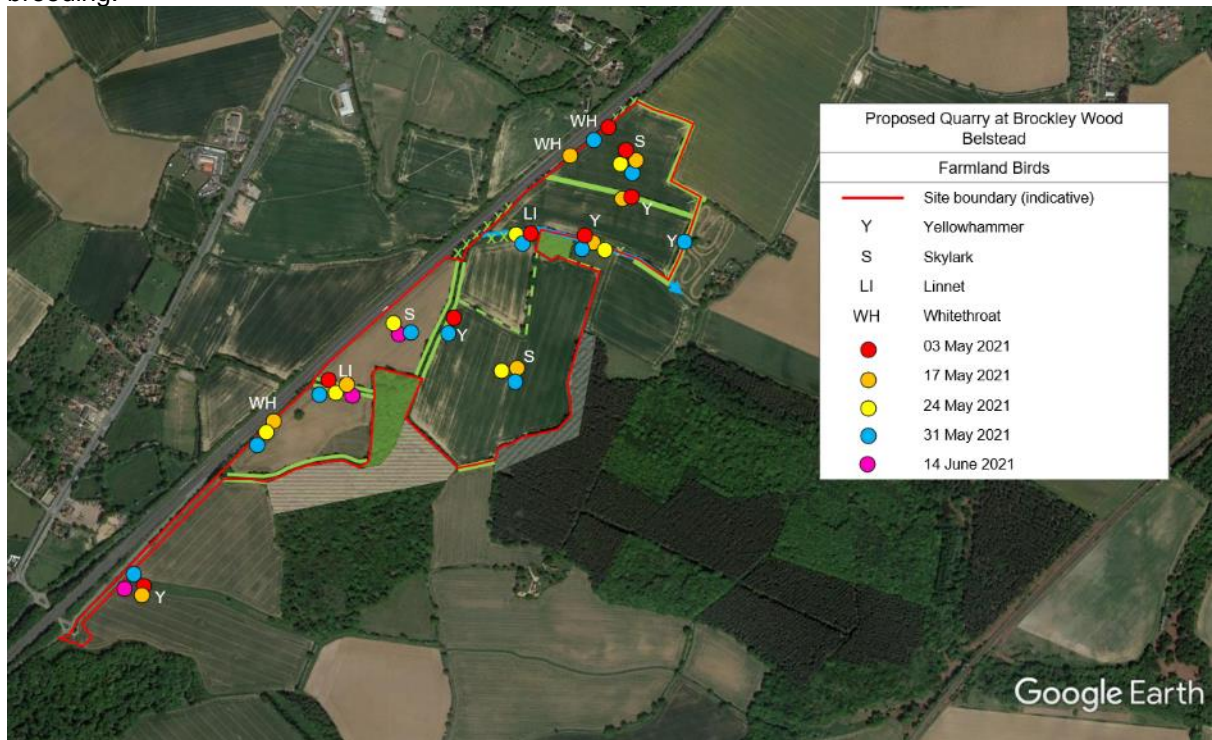 breeding.
WH
WH
S
Y
LI
Y
Y
S
Y
S
LI
WH
Y
Proposed Quarry at Brockley Wood
Belstead
Farmland Birds
Site boundary (indicative)
Y Yellowhammer
S Skylark
LI Linnet
WH Whitethroat
03 May 2021
17 May 2021
24 May 2021
31 May 2021
14 June 2021
Google Earth